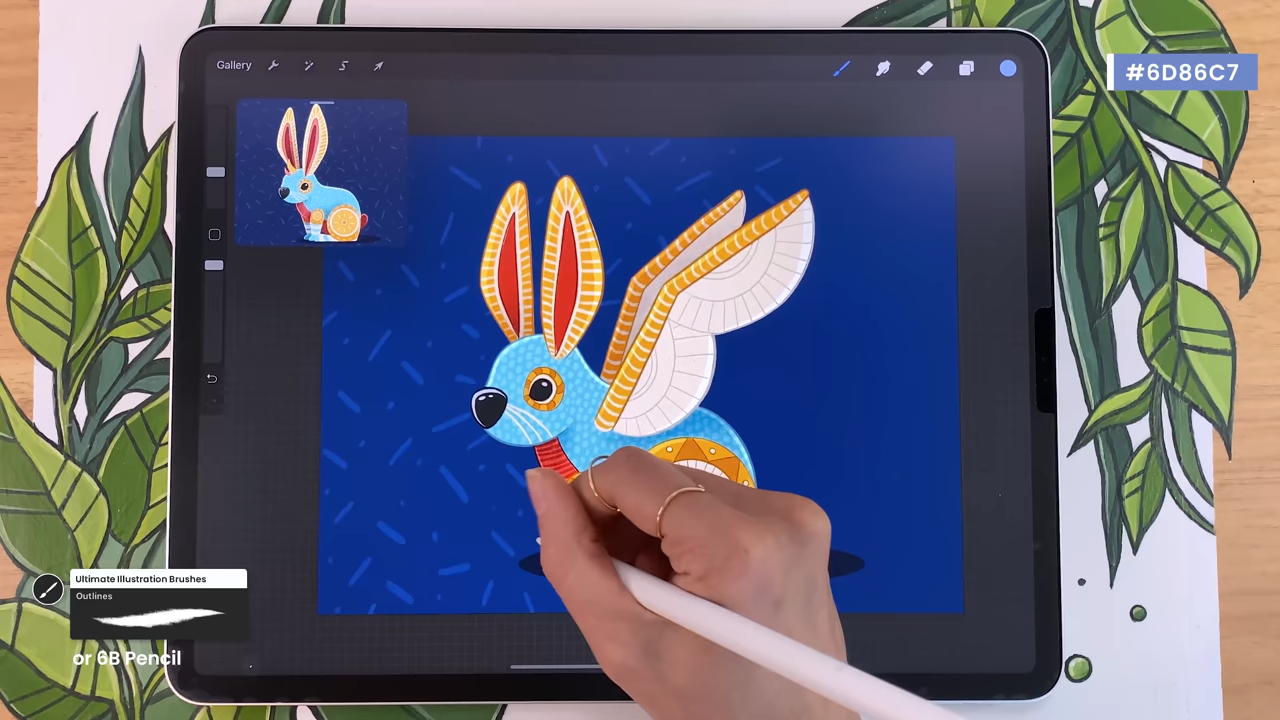 Gallery
#6D86C7
Ultimate Illustration Brushes
Outlines
or 6B Pencil